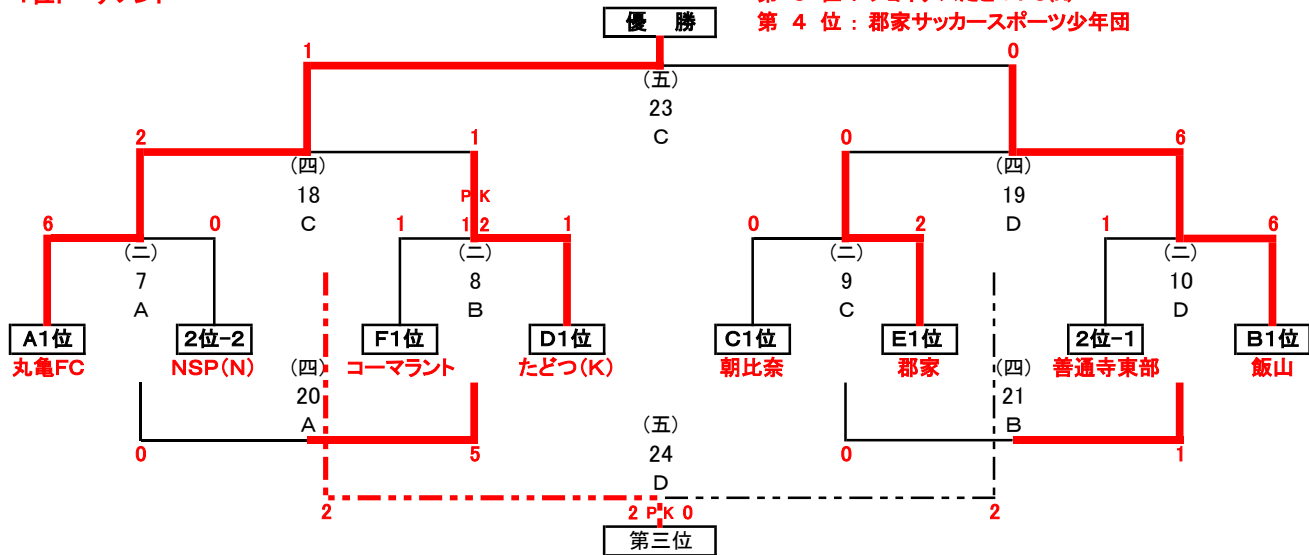 優 勝
第 4 位 : 郡家サッカースポーツ少年団
1
0
(五)
23
C
2
1
0
6
(四)
18
C
(四)
19
D
PK
6
0
1
1 2
1
0
2
1
6
(二)
7
A
(二)
8
B
(二)
9
C
(二)
10
D
A1位
2位-2
F1位
D1位
C1位
E1位
2位-1
B1位
丸亀FC
NSP(N)
コーマラント
たどつ(K)
朝比奈
郡家
善通寺東部
飯山
(四)
20
A
(四)
21
B
0
5
0
1
(五)
24
D
2
2 PK 0
2
第三位